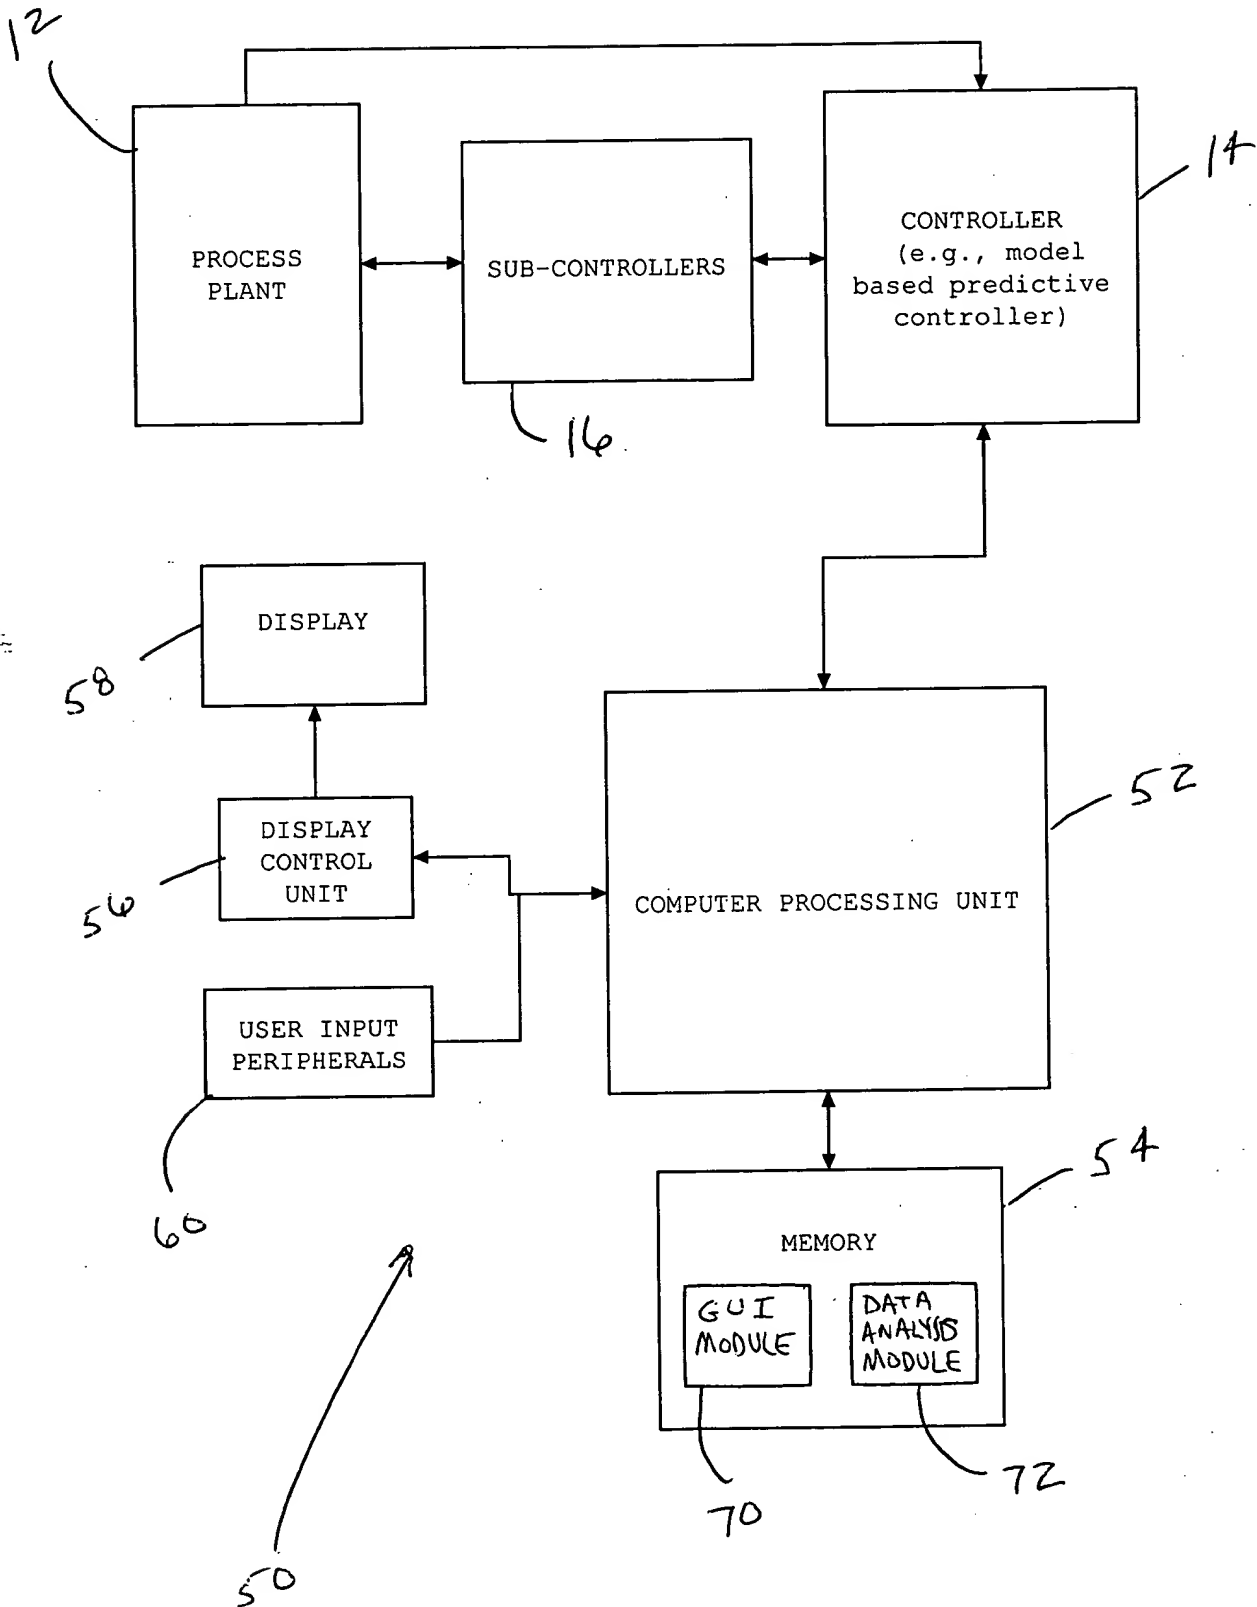 12
14
PROCESS
PLANT
SUB-CONTROLLERS
CONTROLLER
(e.g., model
based predictive
controller)
16
DISPLAY
58
52
DISPLAY
CONTROL
UNIT
56
COMPUTER PROCESSING UNIT
USER INPUT
PERIPHERALS
54
60
MEMORY
GUI
MODULE
DATA
ANALYSIS
MODULE
70
72
50